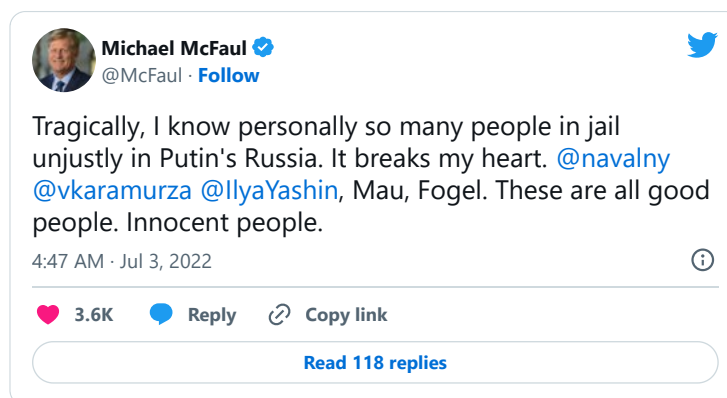 Michael McFaul
@McFaul · Follow
Tragically, I know personally so many people in jail
unjustly in Putin's Russia. It breaks my heart. @navalny
@vkaramurza @IlyaYashin, Mau, Fogel. These are all good
people. Innocent people.
4:47 AM · Jul 3, 2022
3.6K Reply Copy link
Read 118 replies